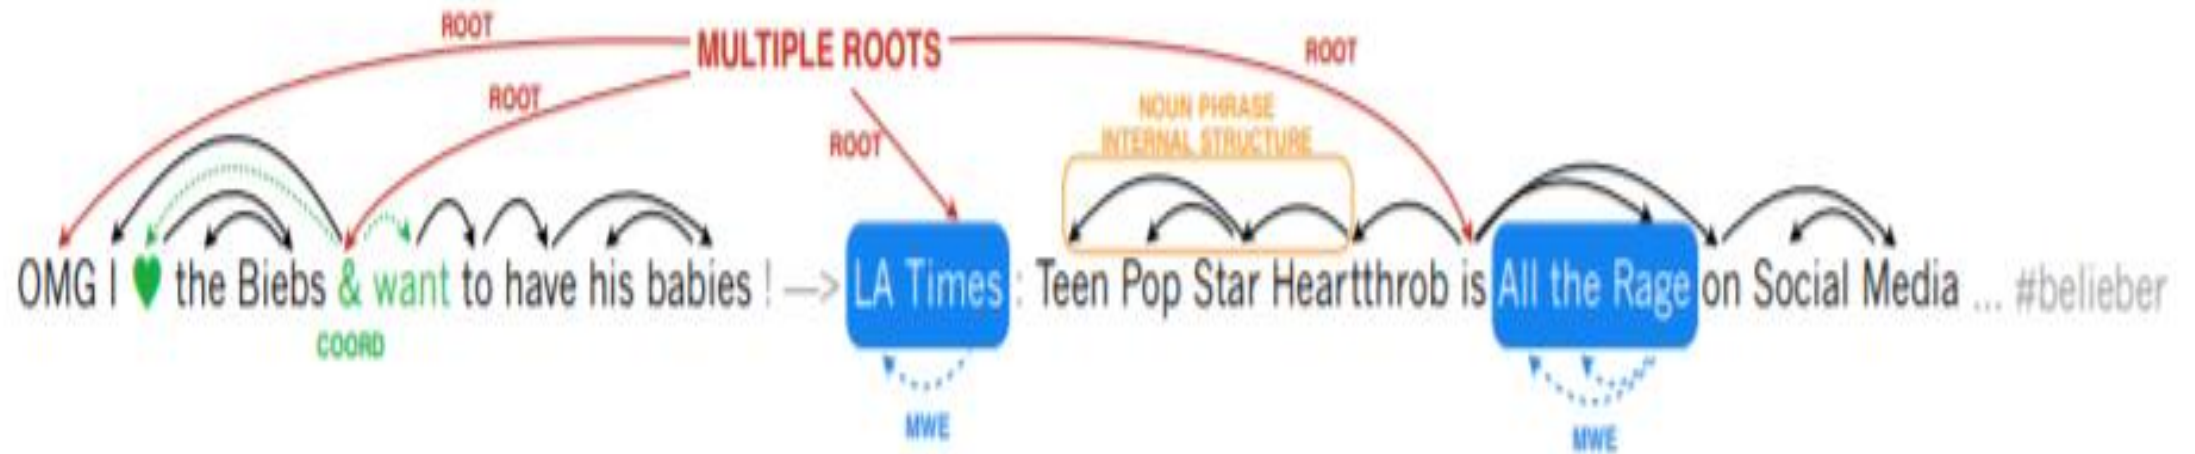 ROOT
MULTIPLE ROOTS
ROOT
ROOT
NOUN PHRASE
INTERNAL STRUCTURE
ROOT
OMG I ♥ the Biebs & want to have his babies ! —> LA Times : Teen Pop Star Heartthrob is All the Rage on Social Media ... #belieber
COORD
MWE
MWE